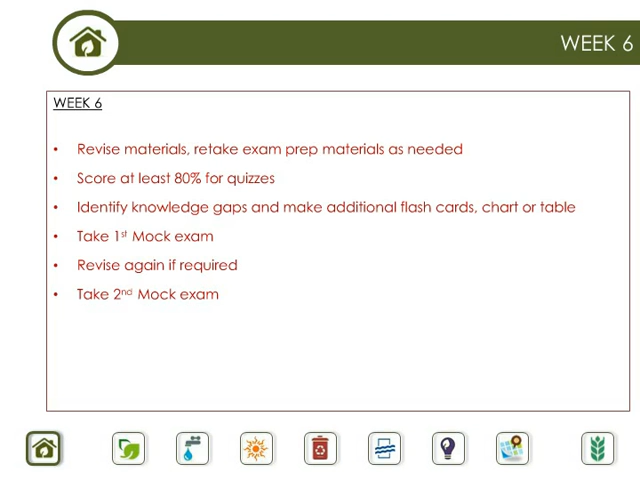 WEEK 6
WEEK 6
• Revise materials, retake exam prep materials as needed
• Score at least 80% for quizzes
• Identify knowledge gaps and make additional flash cards, chart or table
• Take 1st Mock exam
• Revise again if required
• Take 2nd Mock exam